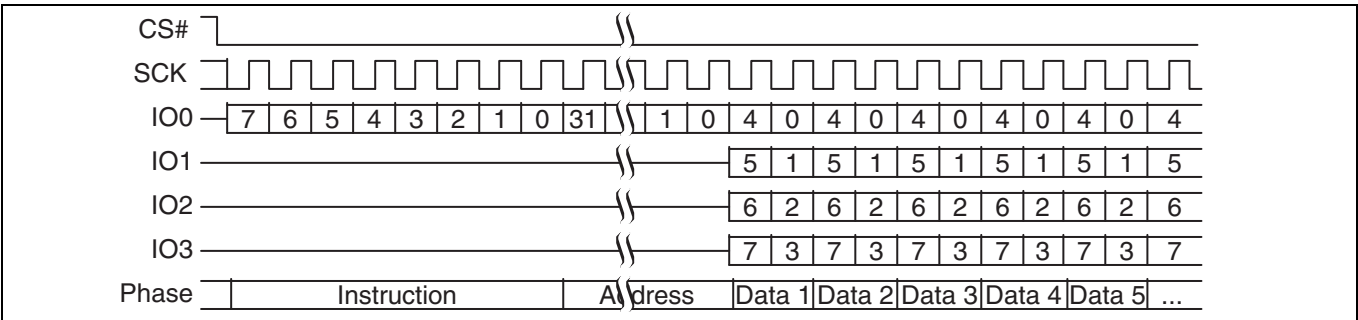 CS#
SCK
IO0 7 6 5 4 3 2 1 0 31 1 0 4 0 4 0 4 0 4 0 4 0 4
IO1 5 1 5 1 5 1 5 1 5 1 5
IO2 6 2 6 2 6 2 6 2 6 2 6
IO3 7 3 7 3 7 3 7 3 7 3 7
Phase Instruction Address Data 1 Data 2 Data 3 Data 4 Data 5 ...